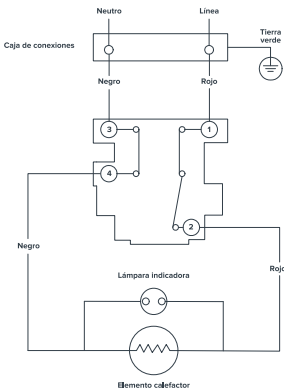 Neutro
Línea
Tierra
verde
Caja de conexiones
Negro
Rojo
3
1
4
2
Negro
Rojo
Lámpara indicadora
Elemento calefactor